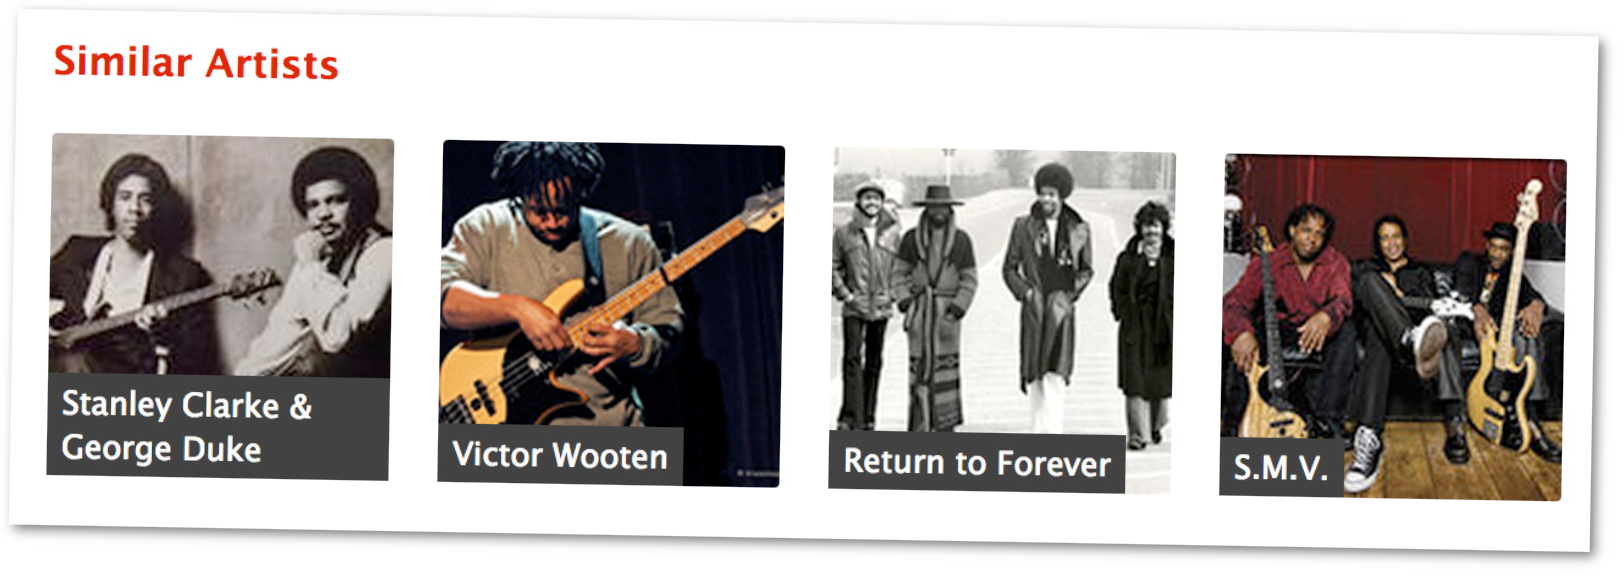 Similar Artists
Stanley Clarke &
George Duke
Victor Wooten
Return to Forever
S.M.V.